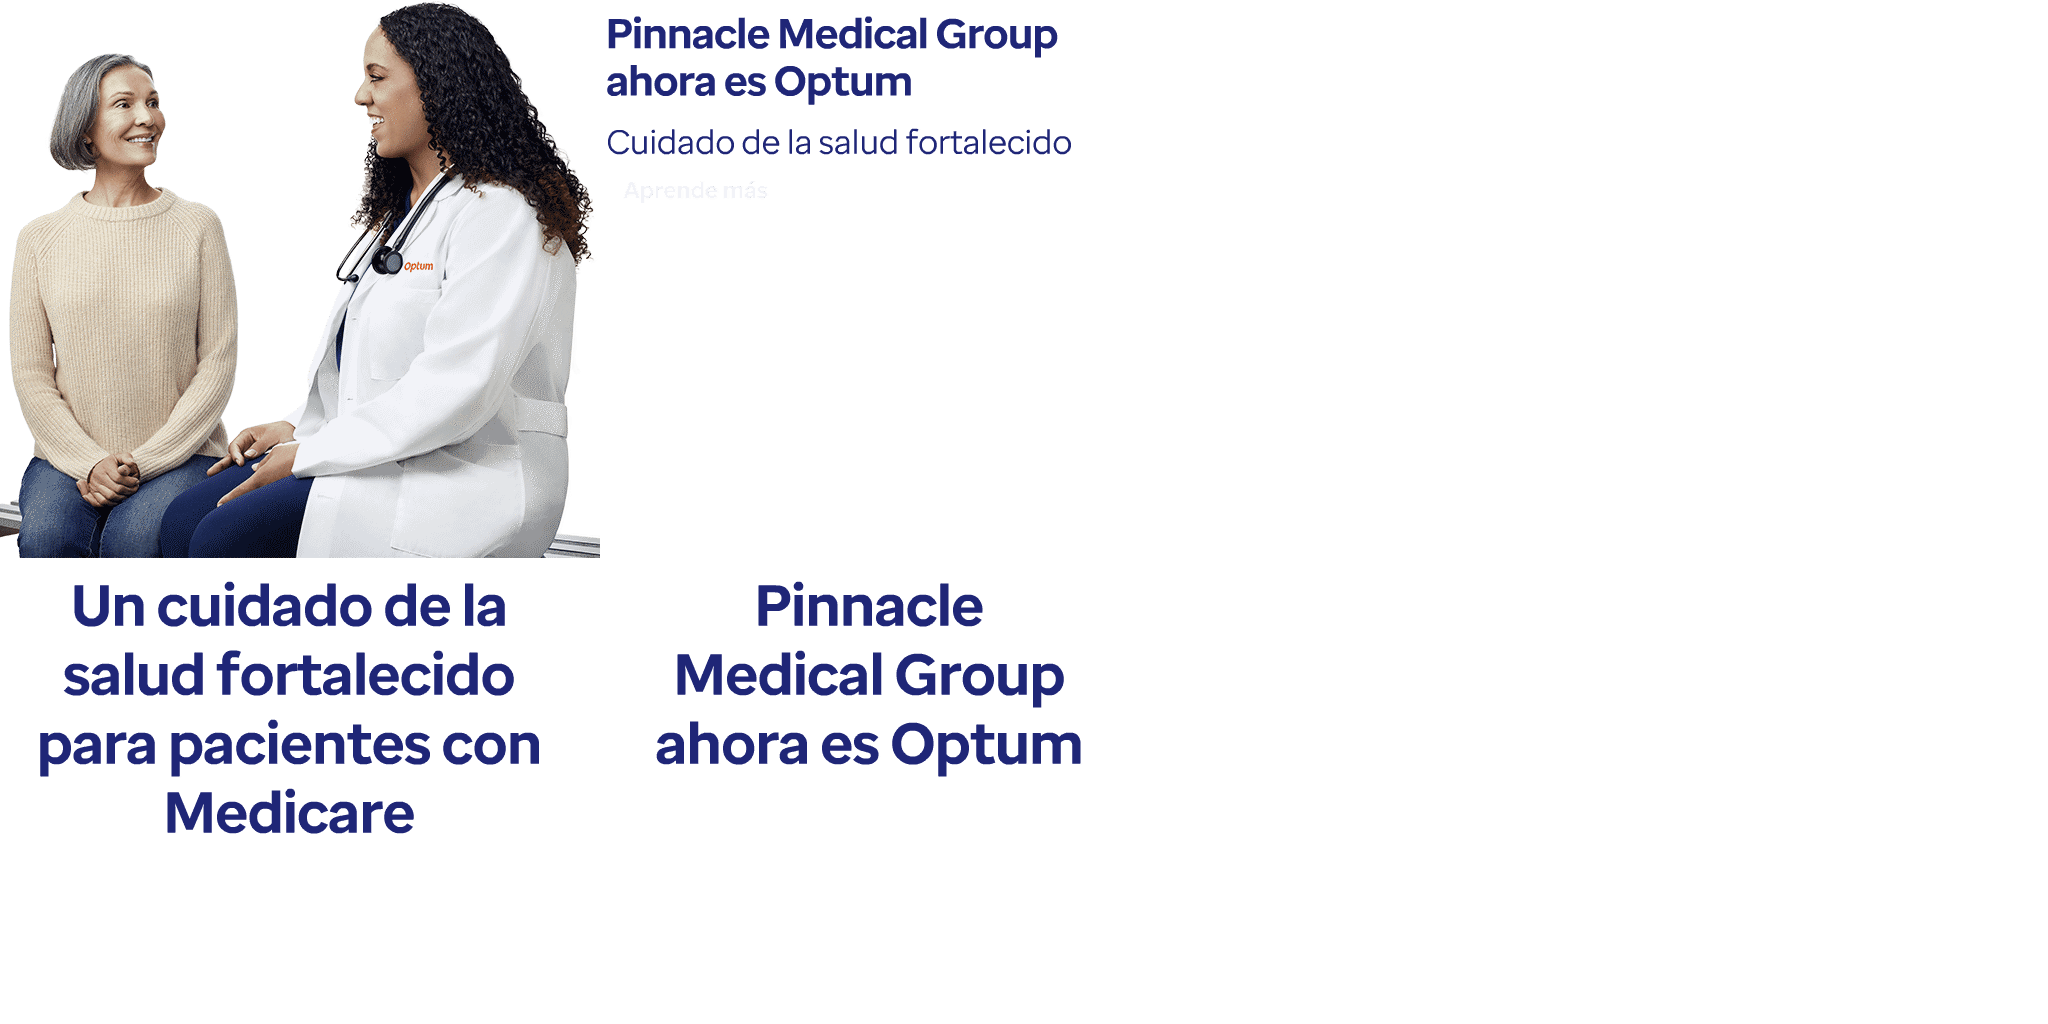 Pinnacle Medical Group
ahora es Optum
Cuidado de la salud fortalecido
Aprende más
Optum
Un cuidado de la
salud fortalecido
para pacientes con
Medicare
Pinnacle
Medical Group
ahora es Optum